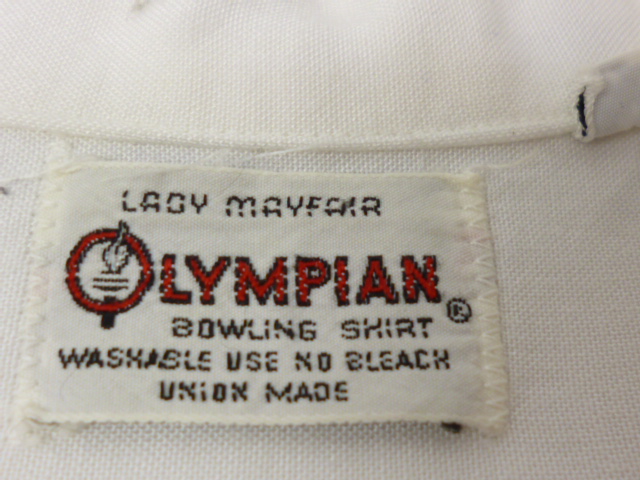 LADY MAYFAIR
OLYMPIAN ®
BOWLING SHIRT
WASHABLE USE NO BLEACH
UNION MADE